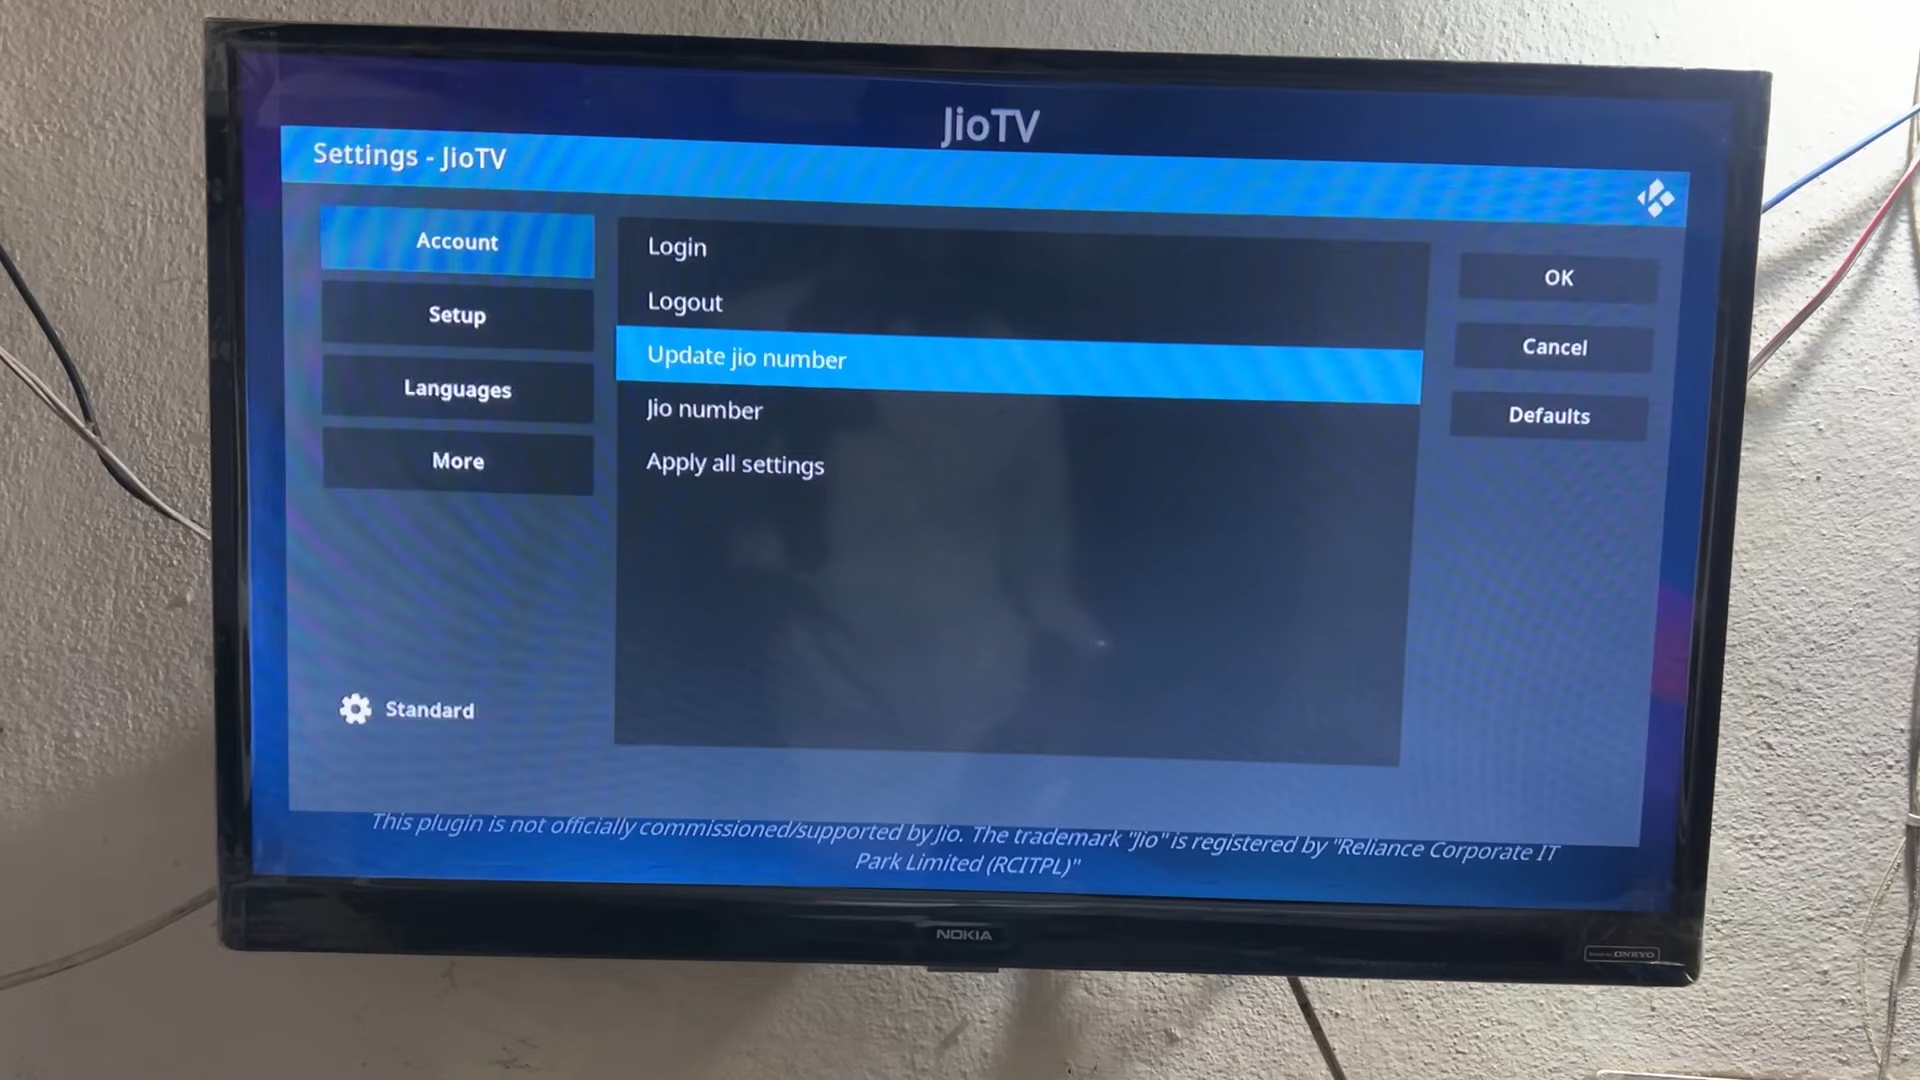 JioTV
Settings - JioTV
Account
Setup
Languages
More
Standard
Login
Logout
Update jio number
Jio number
Apply all settings
OK
Cancel
Defaults
This plugin is not officially commissioned/supported by Jio. The trademark "Jio" is registered by "Reliance Corporate IT
Park Limited (RCITPL)"
NOKIA
ONKYO